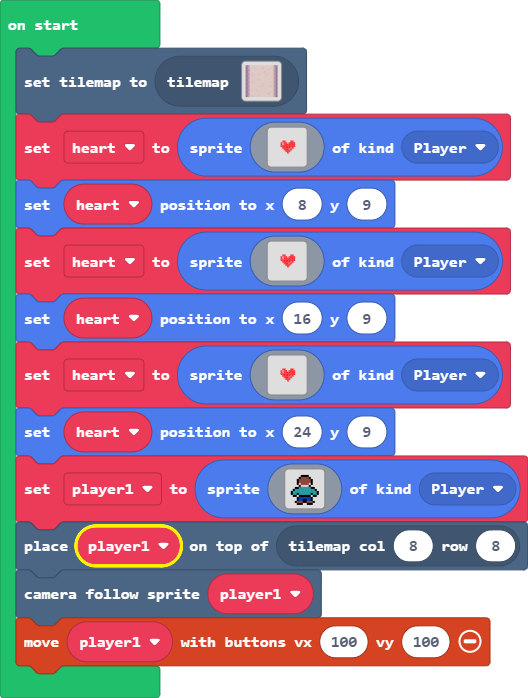 on start
set tilemap to tilemap
set heart to sprite of kind Player
set heart position to x 8 y 9
set heart to sprite of kind Player
set heart position to x 16 y 9
set heart to sprite of kind Player
set heart position to x 24 y 9
set player1 to sprite of kind Player
place player1 on top of tilemap col 8 row 8
camera follow sprite player1
move player1 with buttons vx 100 vy 100